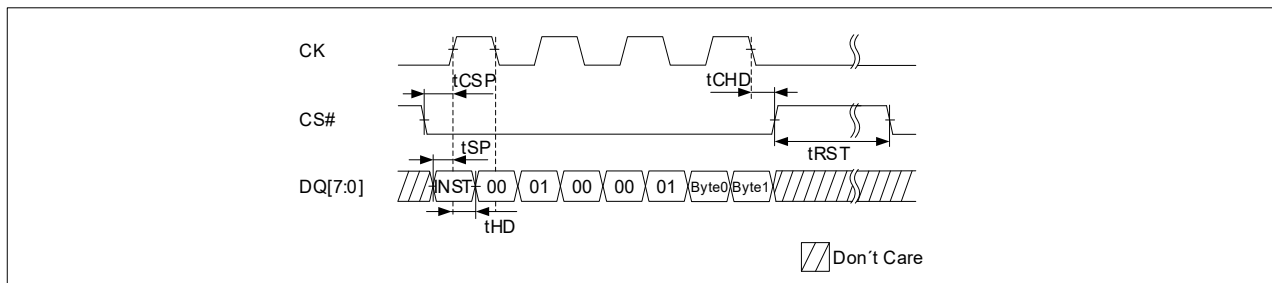 CK
tCSP
tCHD
CS#
tSP
tRST
DQ[7:0]
INST 00 01 00 00 01 Byte0 Byte1
tHD
Don´t Care